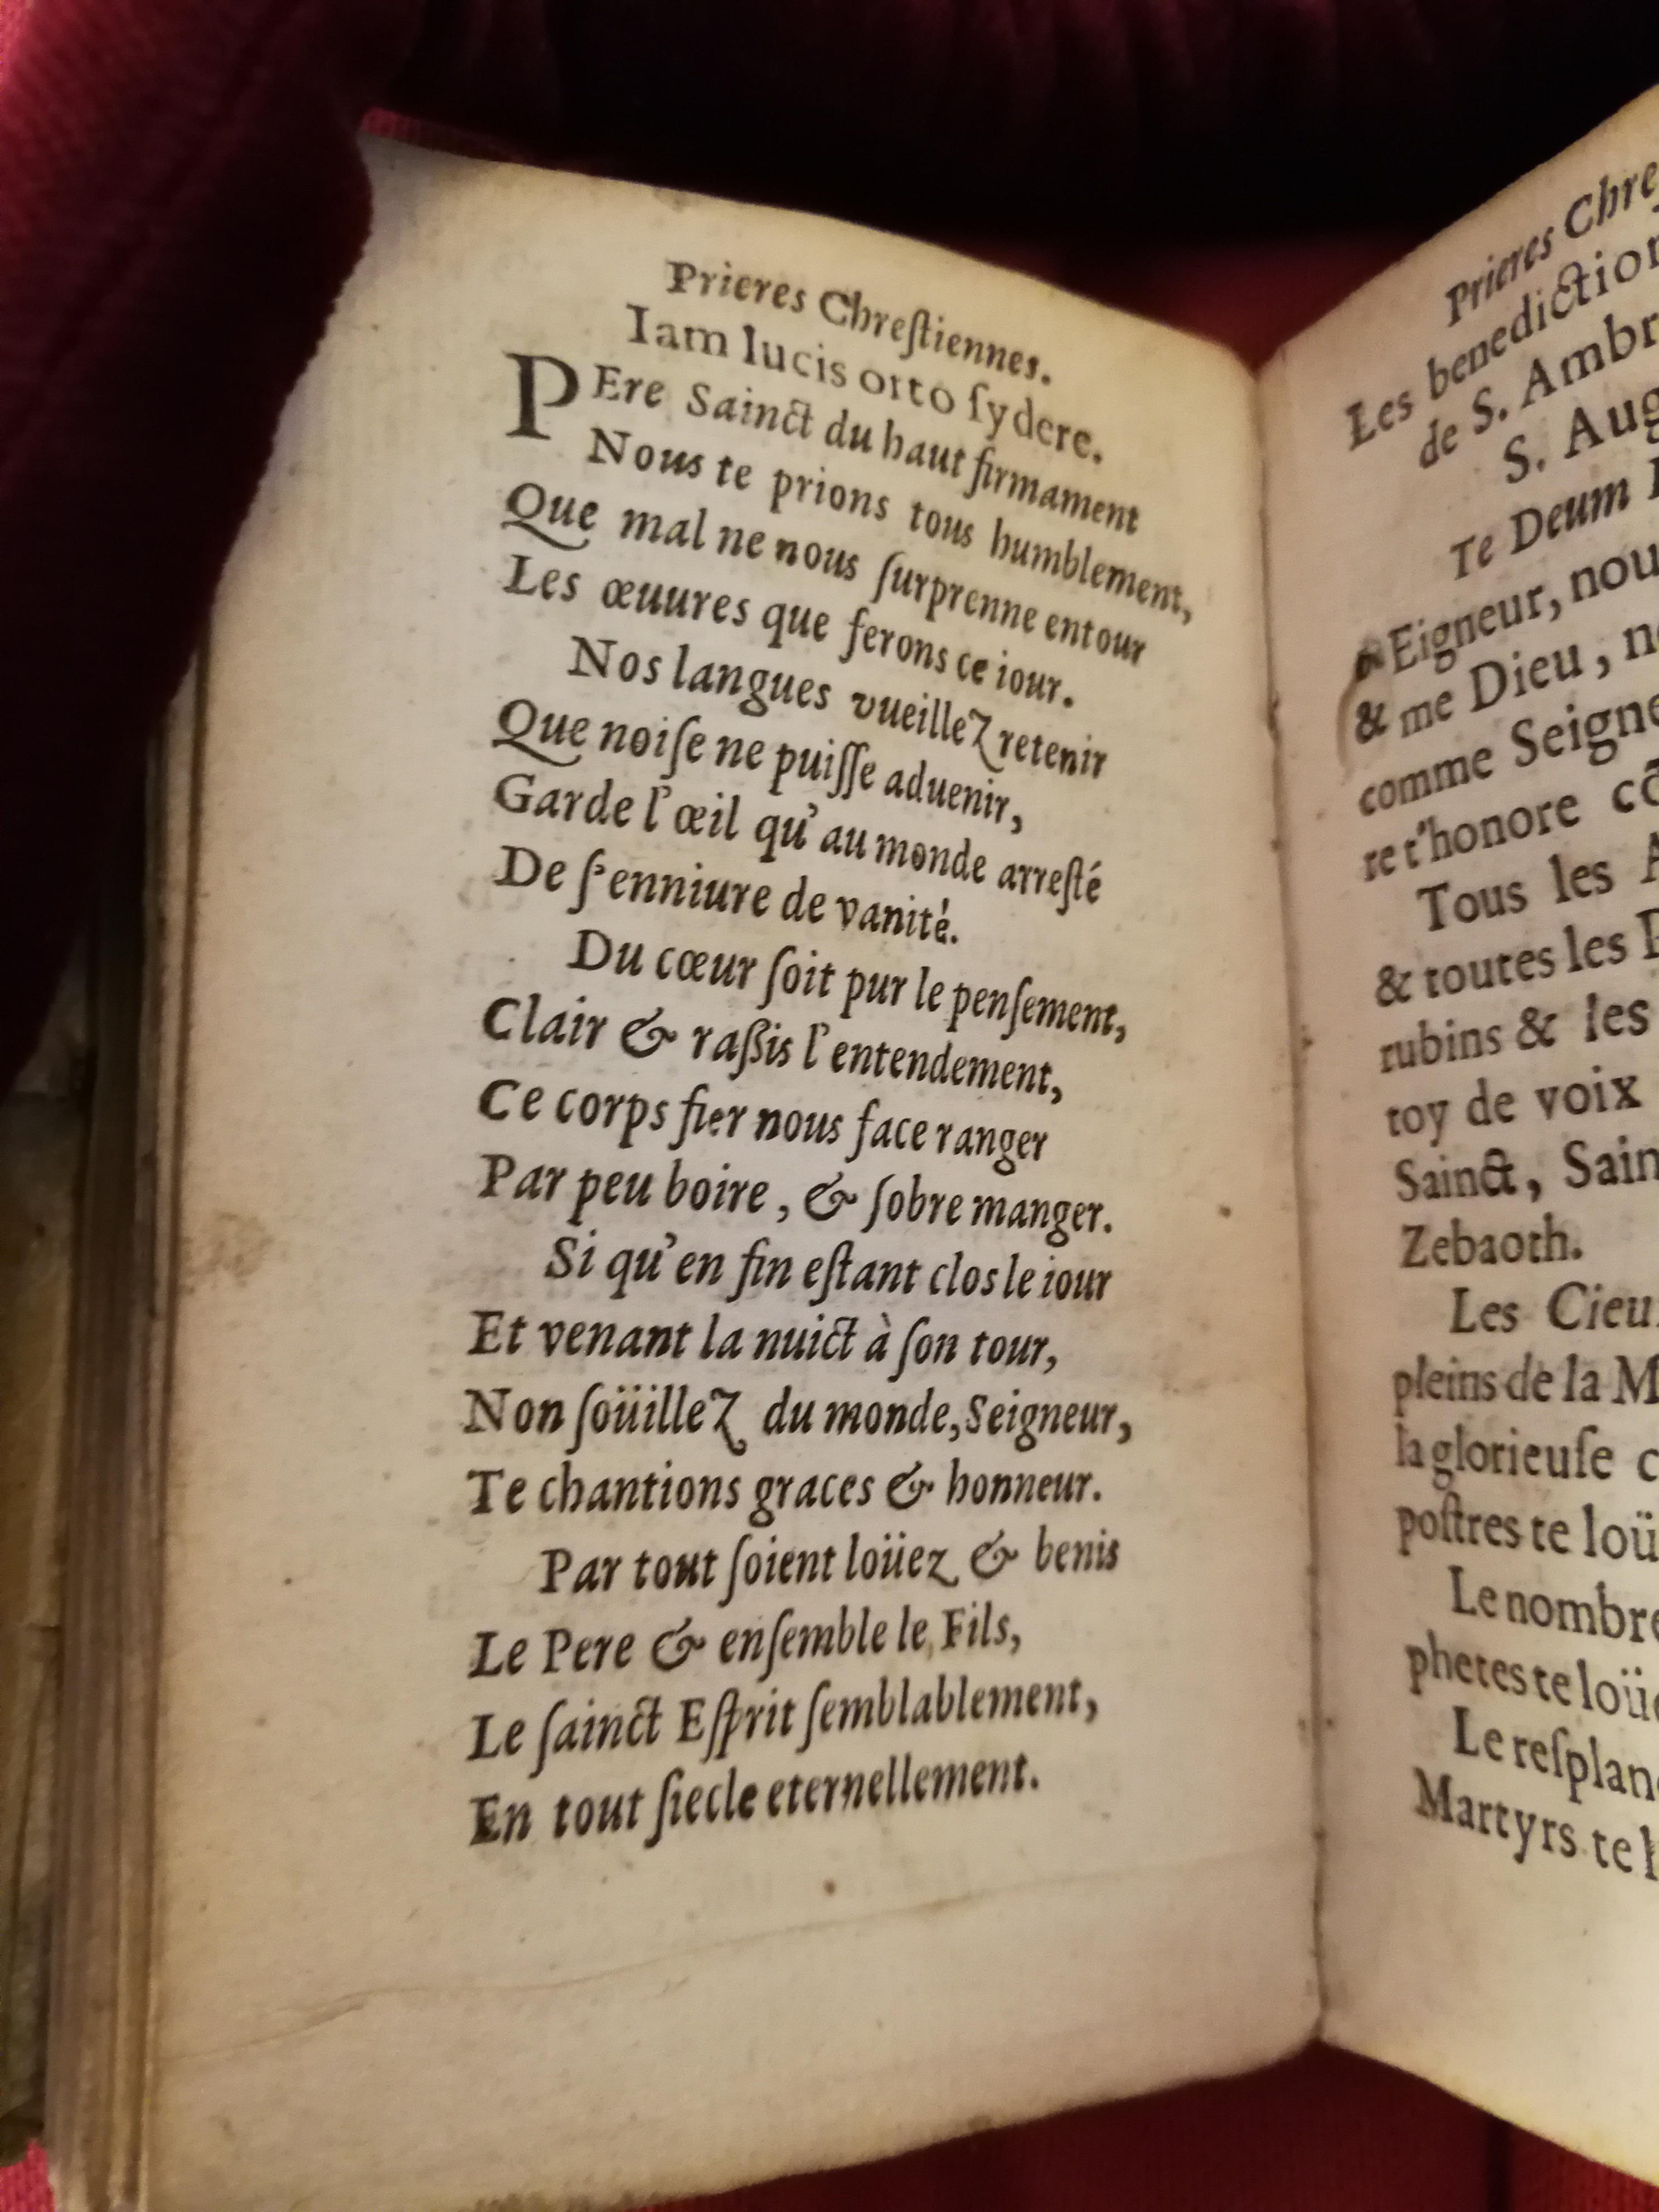 Prieres Chreſtiennes.
Iam lucis orto ſydere.
PEre Sainct du haut firmament
Nous te prions tous humblement,
Que mal ne nous ſurprenne entour
Les œuures que ferons ce iour.
Nos langues vueillez retenir
Que noiſe ne puiſſe aduenir,
Garde l'œil qu'au monde arreſté
De ſ'enniure de vanité.
Du cœur ſoit pur le penſement,
Clair & raßis l'entendement,
Ce corps fier nous face ranger
Par peu boire, & ſobre manger.
Si qu'en fin eſtant clos le iour
Et venant la nuict à ſon tour,
Non ſoüillez du monde, Seigneur,
Te chantions graces & honneur.
Par tout ſoient loüez & benis
Le Pere & enſemble le Fils,
Le ſainct Eſprit ſemblablement,
En tout ſiecle eternellement.
Prieres Chre
Les benediction
de S. Ambr
S. Aug
Te Deum
Eigneur, nou
& me Dieu, n
comme Seigne
re t'honore cõ
Tous les A
& toutes les
rubins & les
toy de voix
Sainct, Sain
Zebaoth.
Les Cieu
pleins de la M
la glorieuſe c
poſtres te loü
Le nombre
phetes te loü
Le reſplan
Martyrs te l